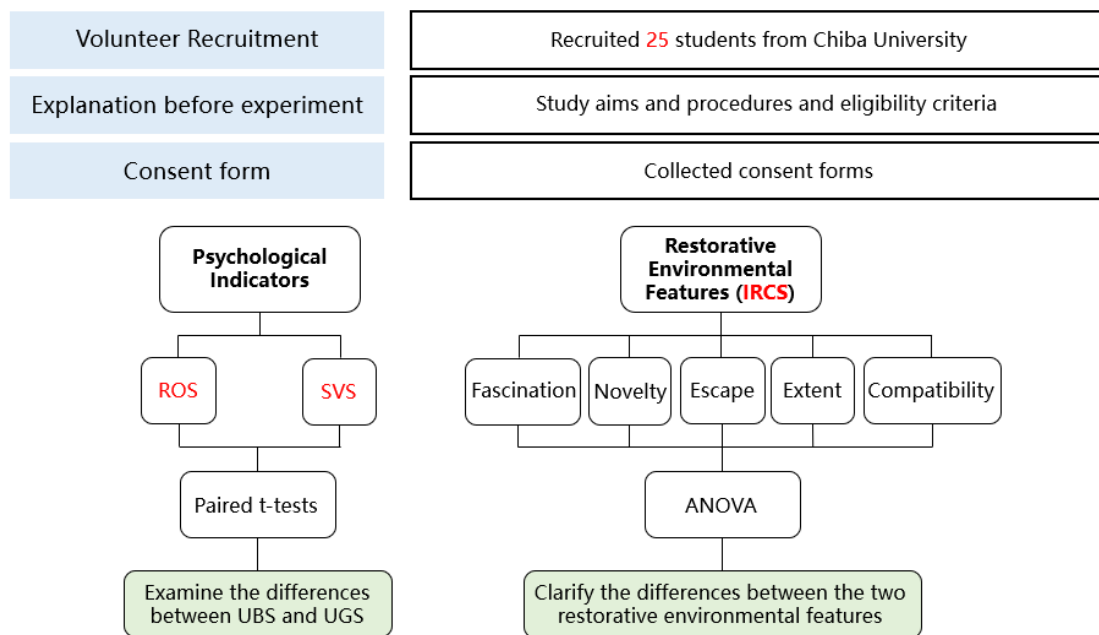 Volunteer Recruitment
Recruited 25 students from Chiba University
Explanation before experiment
Study aims and procedures and eligibility criteria
Consent form
Collected consent forms
Psychological
Indicators
Restorative
Environmental
Features (IRCS)
ROS
SVS
Fascination
Novelty
Escape
Extent
Compatibility
Paired t-tests
ANOVA
Examine the differences
between UBS and UGS
Clarify the differences between the two
restorative environmental features